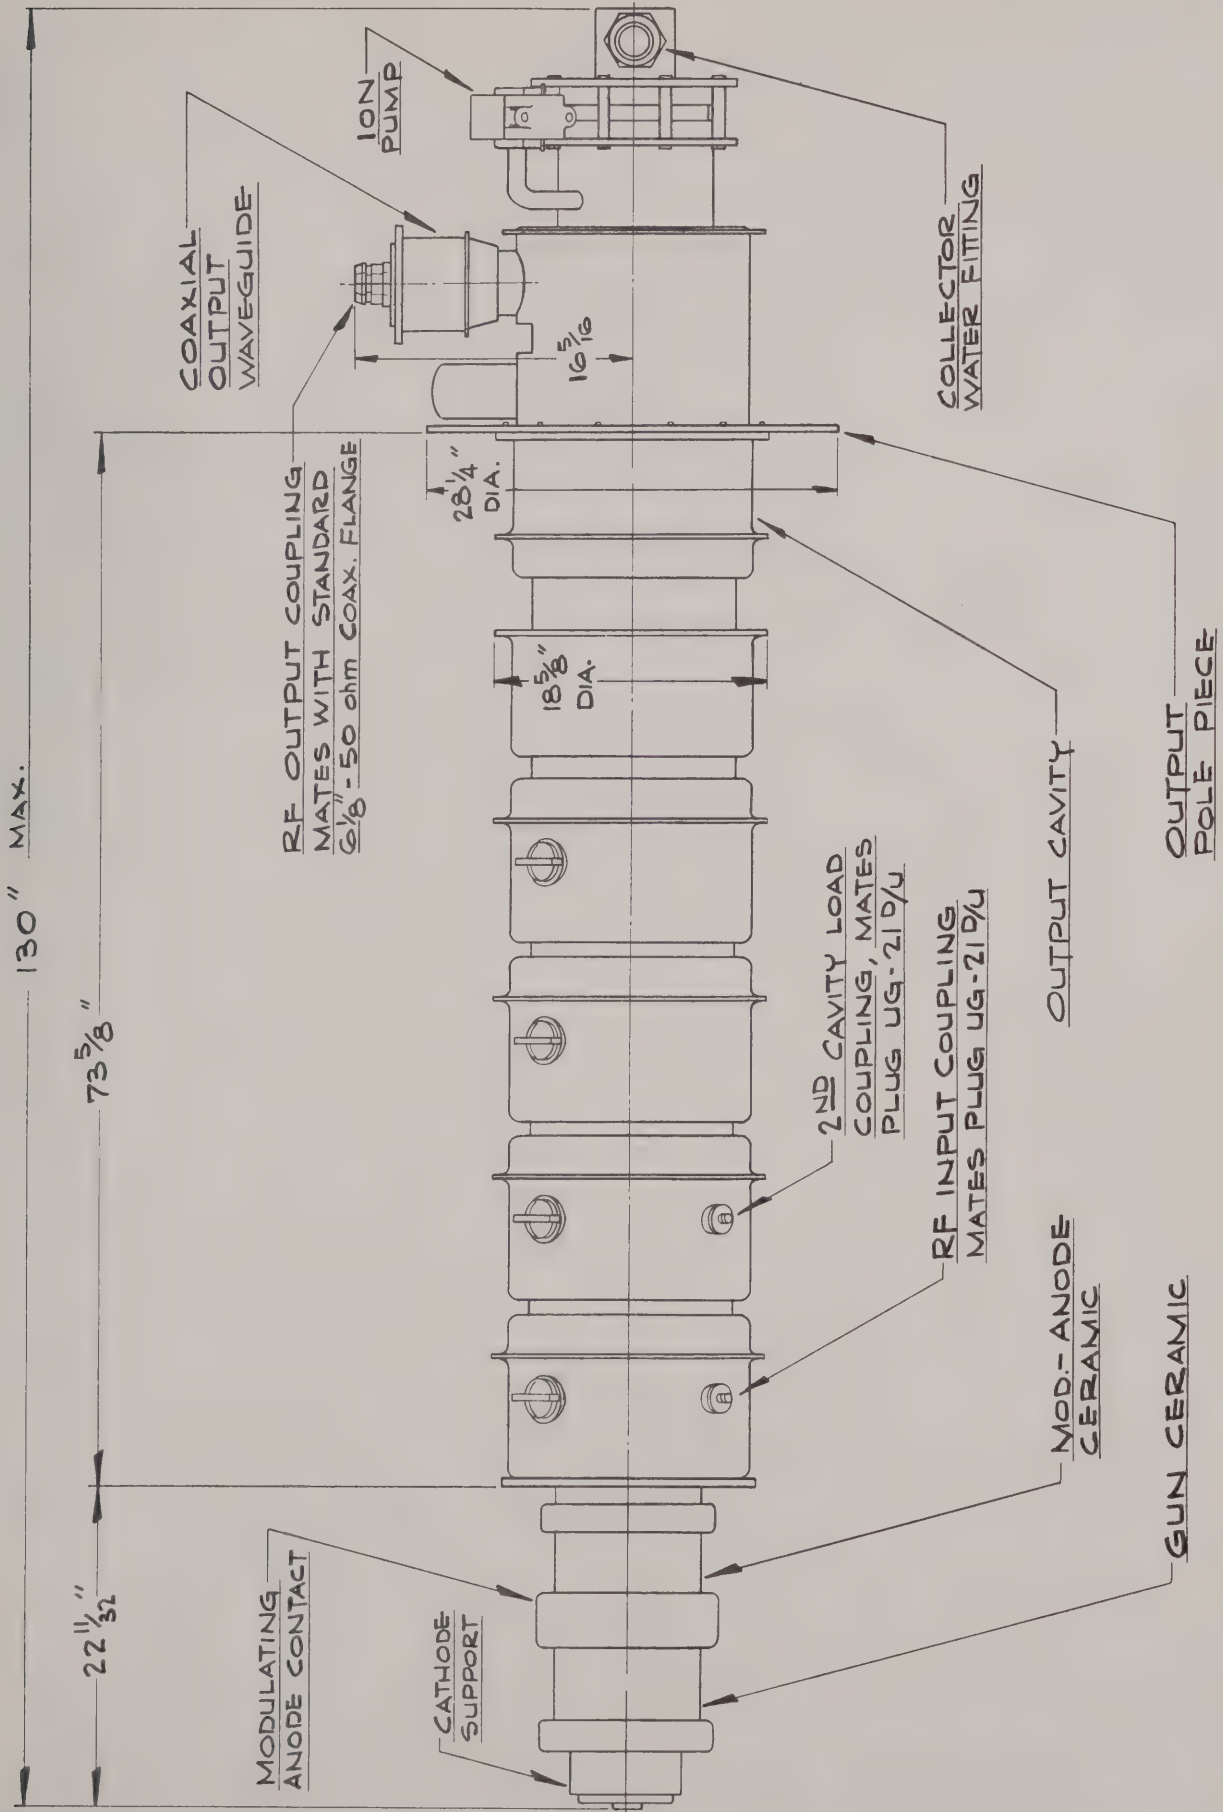 130" MAX.
73 5/8"
22 11/32"
MODULATING
ANODE CONTACT
CATHODE
SUPPORT
RF OUTPUT COUPLING
MATES WITH STANDARD
6 1/8" - 50 ohm COAX. FLANGE
COAXIAL
OUTPUT
WAVEGUIDE
ION
PUMP
18 5/8"
DIA.
28 1/4"
DIA.
16 5/16
2ND CAVITY LOAD
COUPLING, MATES
PLUG UG-21 D/U
RF INPUT COUPLING
MATES PLUG UG-21 D/U
COLLECTOR
WATER FITTING
OUTPUT CAVITY
MOD.- ANODE
CERAMIC
OUTPUT
POLE PIECE
GUN CERAMIC